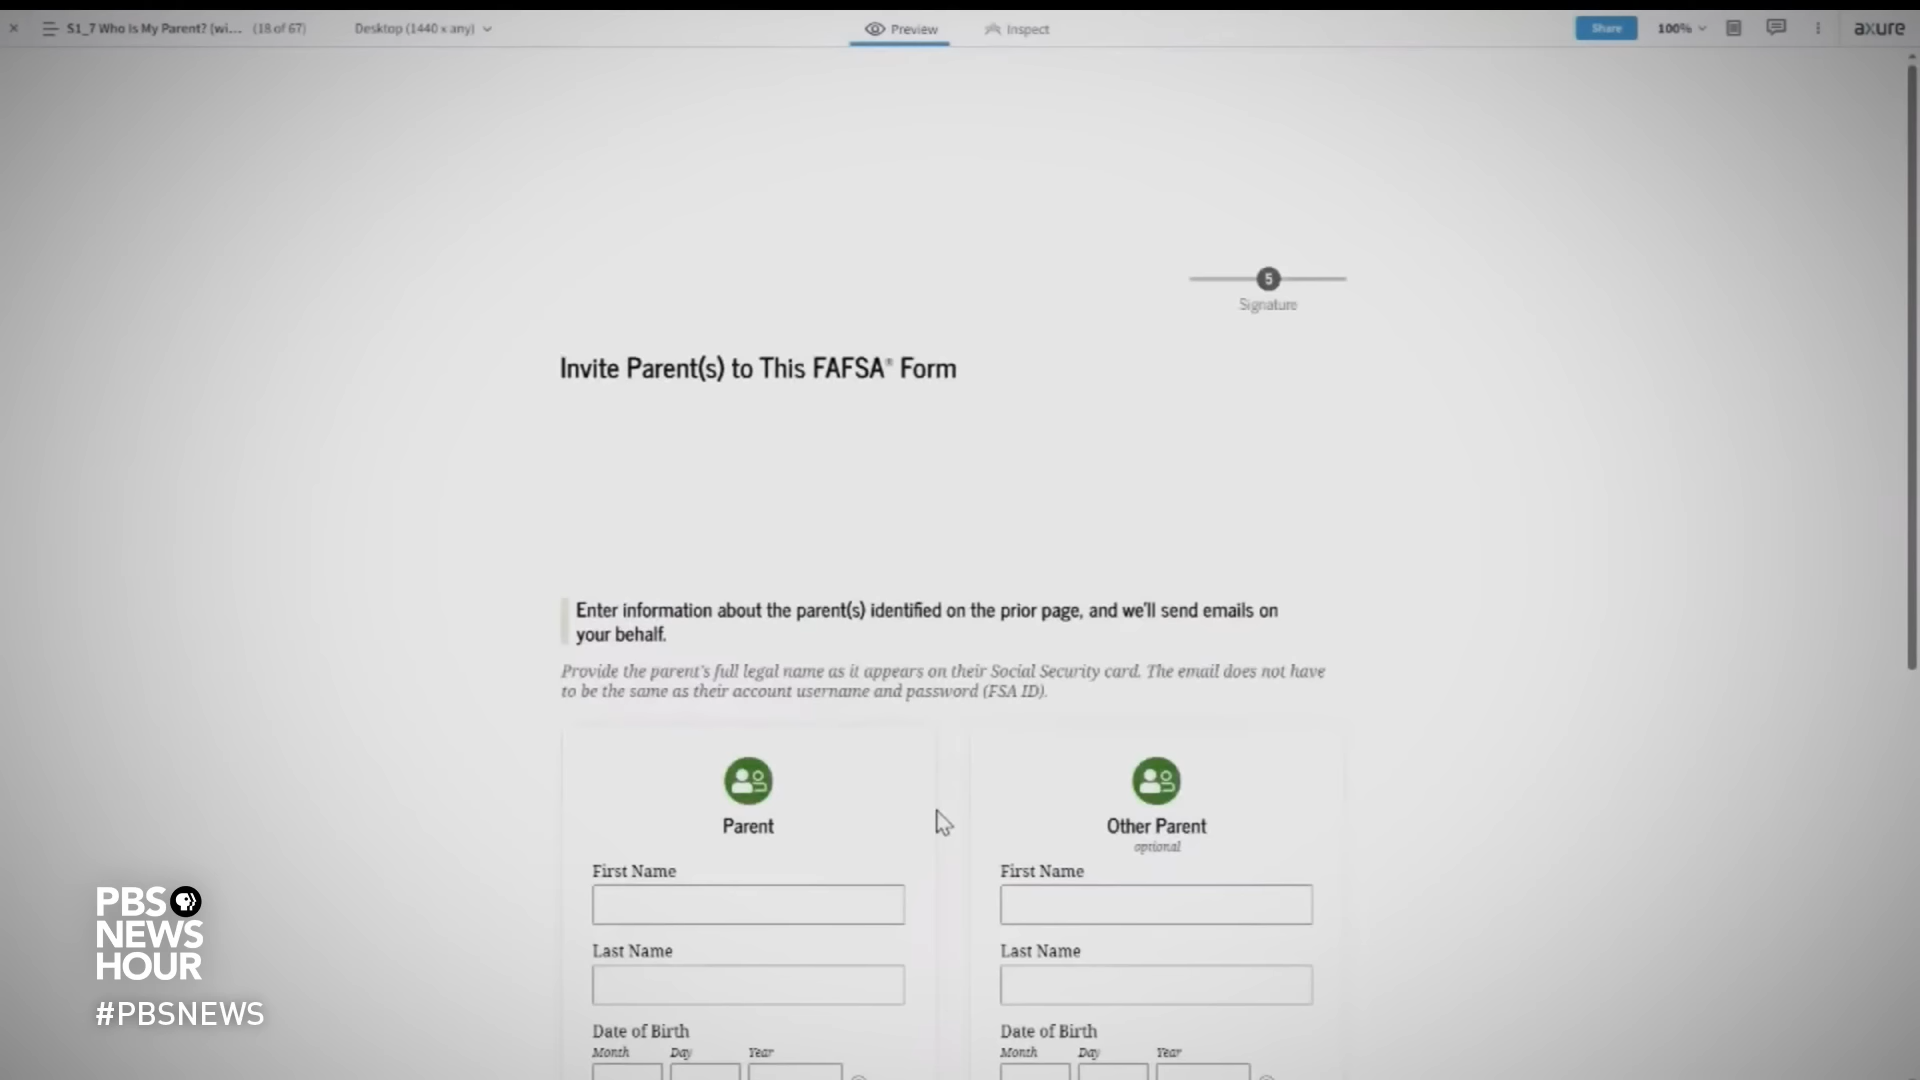 S1_7 Who Is My Parent? (wi... (18 of 67) Desktop (1440 x any) Preview Inspect Share 100% axure
5
Signature
Invite Parent(s) to This FAFSA® Form
Enter information about the parent(s) identified on the prior page, and we'll send emails on
your behalf.
Provide the parent's full legal name as it appears on their Social Security card. The email does not have
to be the same as their account username and password (FSA ID).
Parent
First Name
Last Name
Date of Birth
Month Day Year
Other Parent
optional
First Name
Last Name
Date of Birth
Month Day Year
PBS
NEWS
HOUR
#PBSNEWS